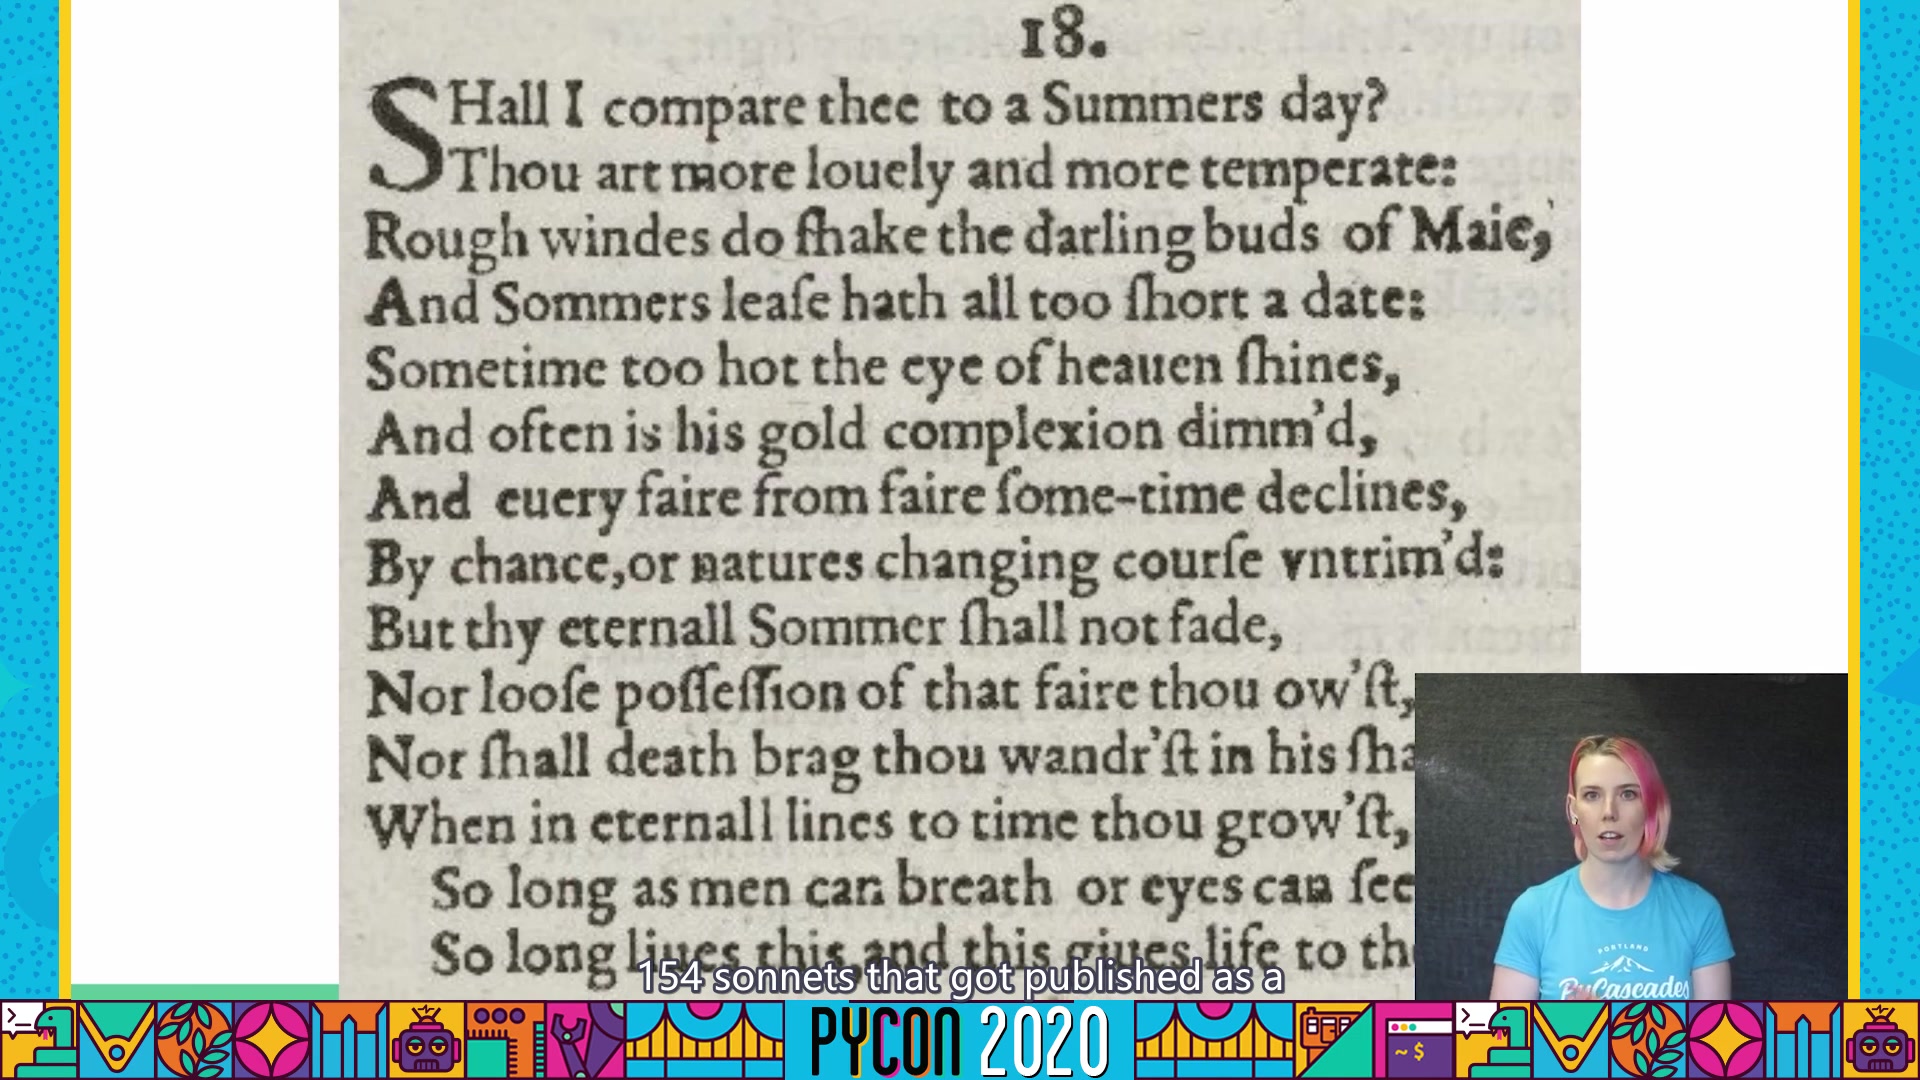 18.
SHall I compare thee to a Summers day?
Thou art more louely and more temperate:
Rough windes do ſhake the darling buds of Maie,
And Sommers leaſe hath all too ſhort a date:
Sometime too hot the eye of heauen ſhines,
And often is his gold complexion dimm'd,
And euery faire from faire ſome-time declines,
By chance,or natures changing courſe vntrim'd:
But thy eternall Sommer ſhall not fade,
Nor looſe poſſeſſion of that faire thou ow'ſt,
Nor ſhall death brag thou wandr'ſt in his ſha
When in eternall lines to time thou grow'ſt,
So long as men can breath or eyes can ſee
So long liues this,and this giues life to the
154 sonnets that got published as a
PORTLAND
PyCascades
>_
PYCON 2020
~ $
>_